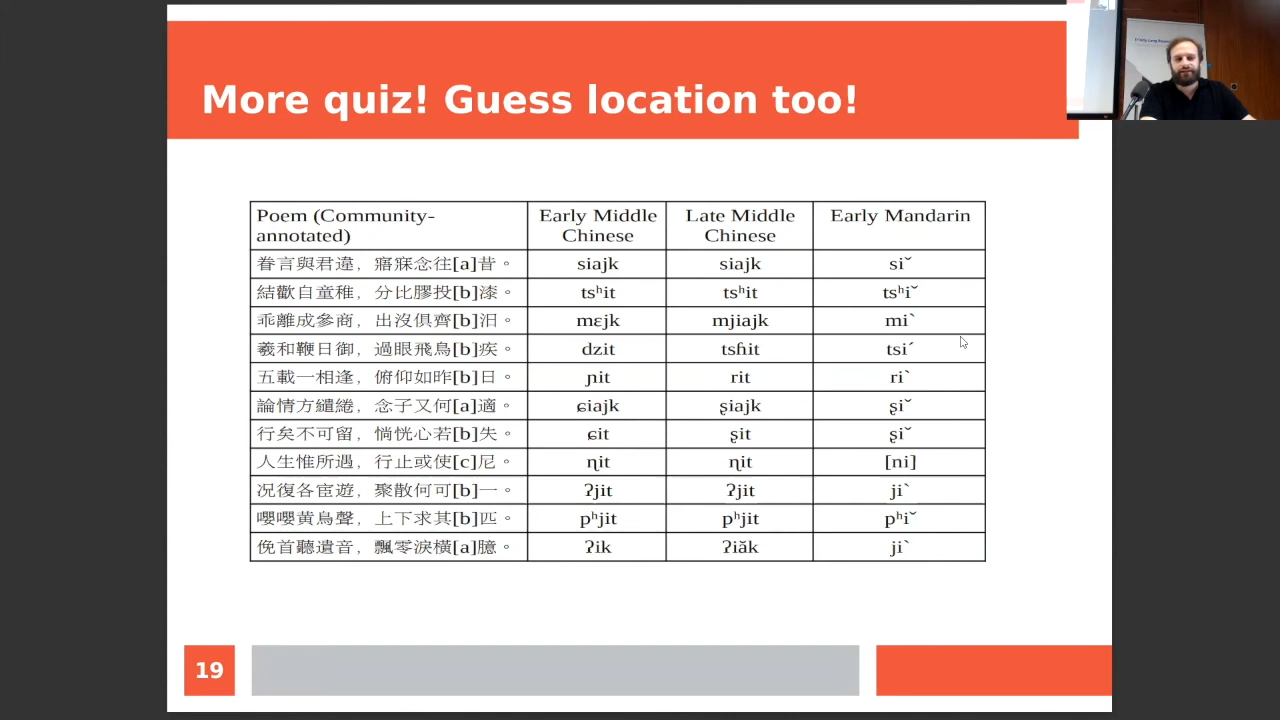 More quiz! Guess location too!
Poem (Community-annotated) Early Middle Chinese Late Middle Chinese Early Mandarin
眷言與君違，寤寐念往[a]昔。 siajk siajk siˇ
結歡自童稚，分比膠投[b]漆。 tsʰit tsʰit tsʰiˇ
乖離成參商，出沒俱齊[b]汨。 mɛjk mjiajk miˋ
羲和鞭日御，過眼飛鳥[b]疾。 dzit tsɦit tsiˊ
五載一相逢，俯仰如昨[b]日。 ɲit rit riˋ
論情方繾綣，念子又何[a]適。 ɕiajk ʂiajk ʂiˇ
行矣不可留，惝恍心若[b]失。 ɕit ʂit ʂiˇ
人生惟所遇，行止或使[c]尼。 ɳit ɳit [ni]
况復各宦遊，聚散何可[b]一。 ʔjit ʔjit jiˋ
嚶嚶黄鳥聲，上下求其[b]匹。 pʰjit pʰjit pʰiˇ
俛首聽遺音，飄零淚橫[a]臆。 ʔik ʔiăk jiˋ
19